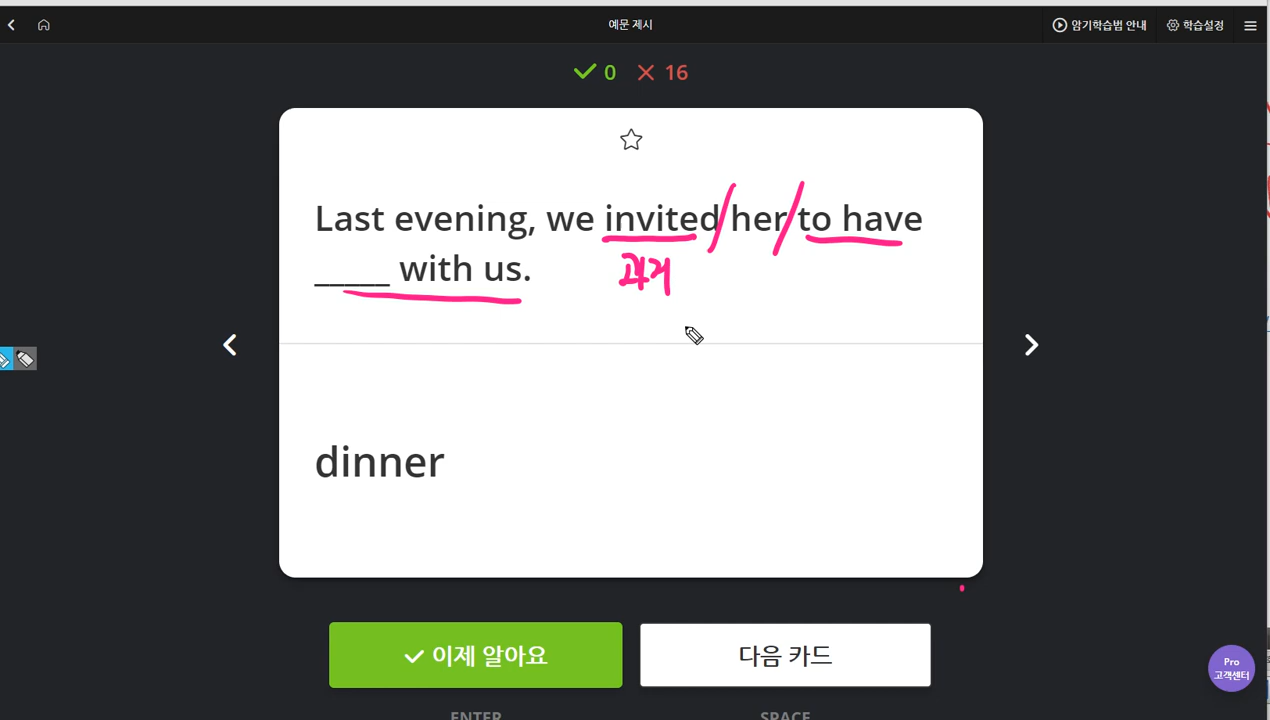 예문 제시
암기학습법 안내
학습설정
0
16
Last evening, we invited her to have
_____ with us.
과거
dinner
이제 알아요
다음 카드
Pro
고객센터
ENTER
SPACE